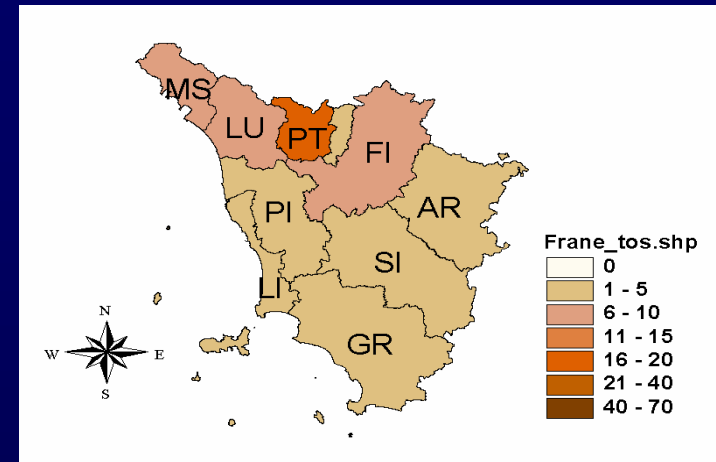 MS
LU
PT
FI
PI
AR
SI
LI
GR
N
W E
S
Frane_tos.shp
0
1 - 5
6 - 10
11 - 15
16 - 20
21 - 40
40 - 70